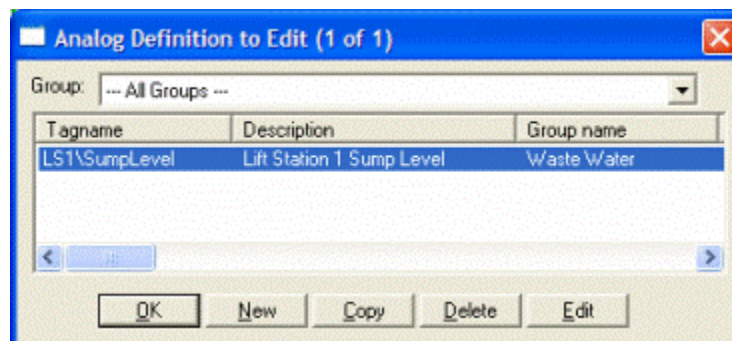 Analog Definition to Edit (1 of 1)
Group: --- All Groups ---
Tagname Description Group name
LS1\SumpLevel Lift Station 1 Sump Level Waste Water
OK New Copy Delete Edit